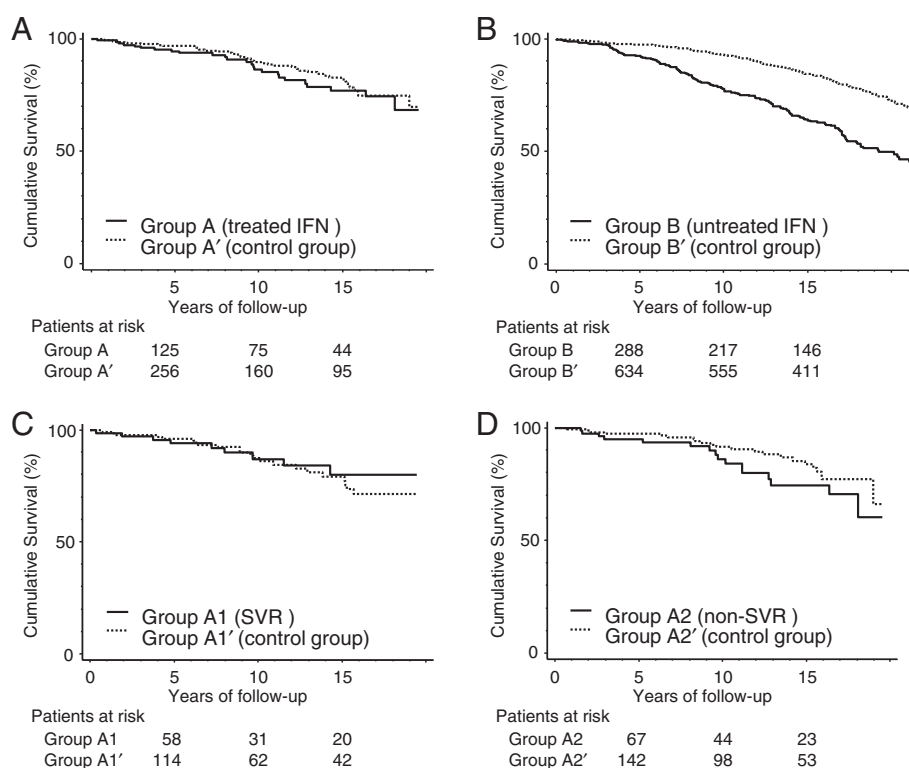 A
100
50
0
Cumulative Survival (%)
Group A (treated IFN )
Group A′ (control group)
0 5 10 15
Years of follow-up
Patients at risk
Group A 125 75 44
Group A′ 256 160 95
B
100
50
0
Cumulative Survival (%)
Group B (untreated IFN )
Group B′ (control group)
0 5 10 15
Years of follow-up
Patients at risk
Group B 288 217 146
Group B′ 634 555 411
C
100
50
0
Cumulative Survival (%)
Group A1 (SVR )
Group A1′ (control group)
0 5 10 15
Years of follow-up
Patients at risk
Group A1 58 31 20
Group A1′ 114 62 42
D
100
50
0
Cumulative Survival (%)
Group A2 (non-SVR )
Group A2′ (control group)
0 5 10 15
Years of follow-up
Patients at risk
Group A2 67 44 23
Group A2′ 142 98 53